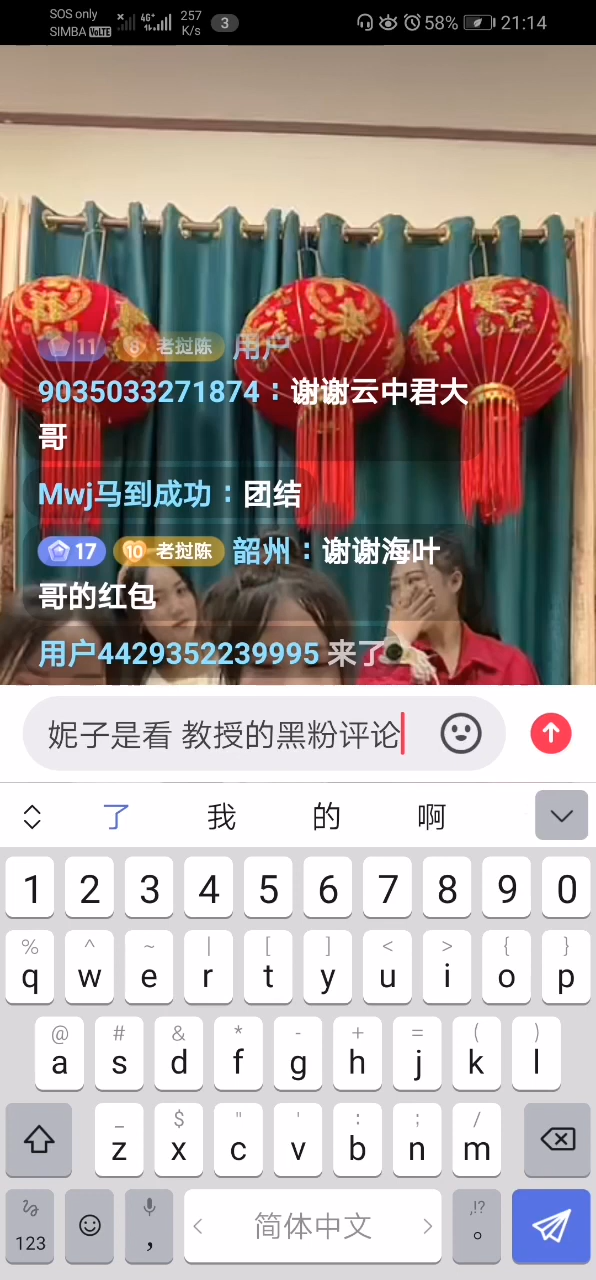 SOS only
SIMBA VoLTE
4G+
257
K/s
3
58%
21:14
11 8 老挝陈 用户
9035033271874：谢谢云中君大
哥
Mwj马到成功：团结
17 10 老挝陈 韶州：谢谢海叶
哥的红包
用户4429352239995 来了
妮子是看 教授的黑粉评论
了 我 的 啊
1 2 3 4 5 6 7 8 9 0
% ^ ~ | [ ] < > { }
q w e r t y u i o p
@ # & * - + = ( )
a s d f g h j k l
_ $ " ' : ; /
z x c v b n m
,!?
123 ， 简体中文 。